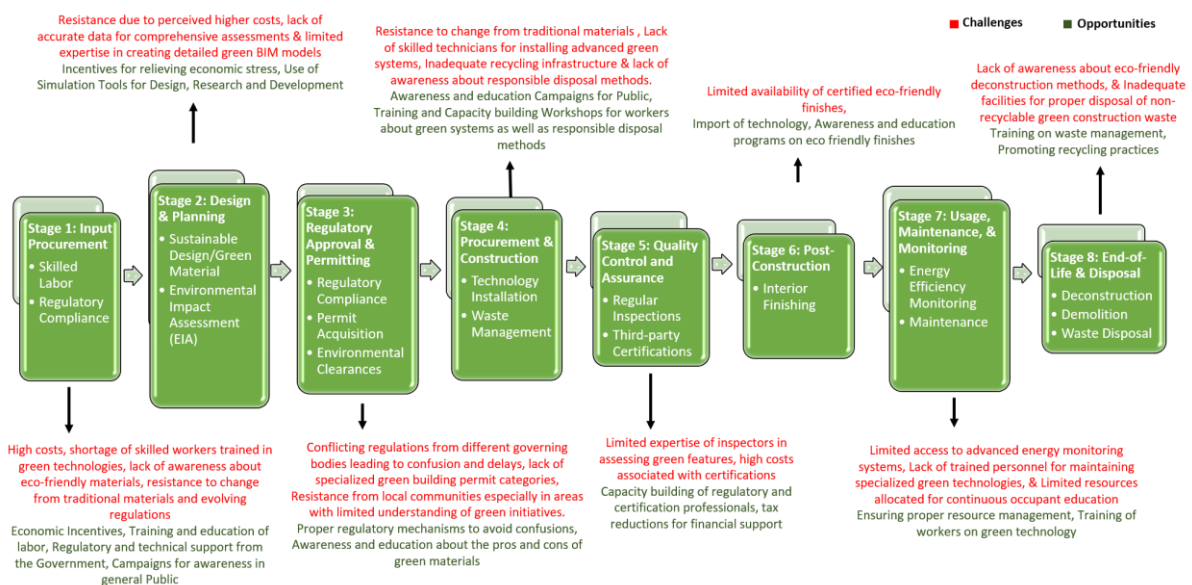 Resistance due to perceived higher costs, lack of
accurate data for comprehensive assessments & limited
expertise in creating detailed green BIM models
Incentives for relieving economic stress, Use of
Simulation Tools for Design, Research and Development
Resistance to change from traditional materials , Lack
of skilled technicians for installing advanced green
systems, Inadequate recycling infrastructure & lack of
awareness about responsible disposal methods.
Awareness and education Campaigns for Public,
Training and Capacity building Workshops for workers
about green systems as well as responsible disposal
methods
Challenges
Opportunities
Limited availability of certified eco-friendly
finishes,
Import of technology, Awareness and education
programs on eco friendly finishes
Lack of awareness about eco-friendly
deconstruction methods, & Inadequate
facilities for proper disposal of non-
recyclable green construction waste
Training on waste management,
Promoting recycling practices
Stage 1: Input
Procurement
• Skilled
Labor
• Regulatory
Compliance
Stage 2: Design
& Planning
• Sustainable
Design/Green
Material
• Environmental
Impact
Assessment
(EIA)
Stage 3:
Regulatory
Approval &
Permitting
• Regulatory
Compliance
• Permit
Acquisition
• Environmental
Clearances
Stage 4:
Procurement &
Construction
• Technology
Installation
• Waste
Management
Stage 5: Quality
Control and
Assurance
• Regular
Inspections
• Third-party
Certifications
Stage 6: Post-
Construction
• Interior
Finishing
Stage 7: Usage,
Maintenance, &
Monitoring
• Energy
Efficiency
Monitoring
• Maintenance
Stage 8: End-of-
Life & Disposal
• Deconstruction
• Demolition
• Waste Disposal
High costs, shortage of skilled workers trained in
green technologies, lack of awareness about
eco-friendly materials, resistance to change
from traditional materials and evolving
regulations
Economic Incentives, Training and education of
labor, Regulatory and technical support from
the Government, Campaigns for awareness in
general Public
Conflicting regulations from different governing
bodies leading to confusion and delays, lack of
specialized green building permit categories,
Resistance from local communities especially in areas
with limited understanding of green initiatives.
Proper regulatory mechanisms to avoid confusions,
Awareness and education about the pros and cons of
green materials
Limited expertise of inspectors in
assessing green features, high costs
associated with certifications
Capacity building of regulatory and
certification professionals, tax
reductions for financial support
Limited access to advanced energy monitoring
systems, Lack of trained personnel for maintaining
specialized green technologies, & Limited resources
allocated for continuous occupant education
Ensuring proper resource management, Training of
workers on green technology